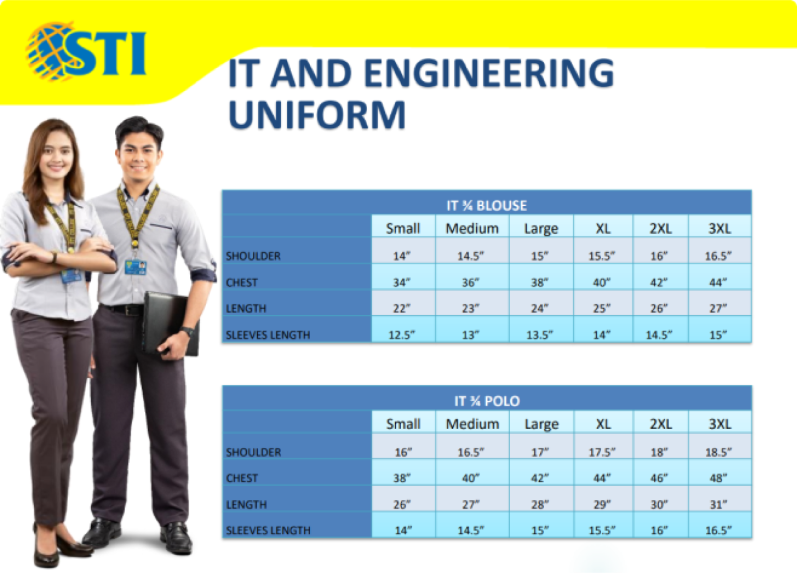 STI
IT AND ENGINEERING
UNIFORM
IT ¾ BLOUSE
Small Medium Large XL 2XL 3XL
SHOULDER 14” 14.5” 15” 15.5” 16” 16.5”
CHEST 34” 36” 38” 40” 42” 44”
LENGTH 22” 23” 24” 25” 26” 27”
SLEEVES LENGTH 12.5” 13” 13.5” 14” 14.5” 15”
IT ¾ POLO
Small Medium Large XL 2XL 3XL
SHOULDER 16” 16.5” 17” 17.5” 18” 18.5”
CHEST 38” 40” 42” 44” 46” 48”
LENGTH 26” 27” 28” 29” 30” 31”
SLEEVES LENGTH 14” 14.5” 15” 15.5” 16” 16.5”